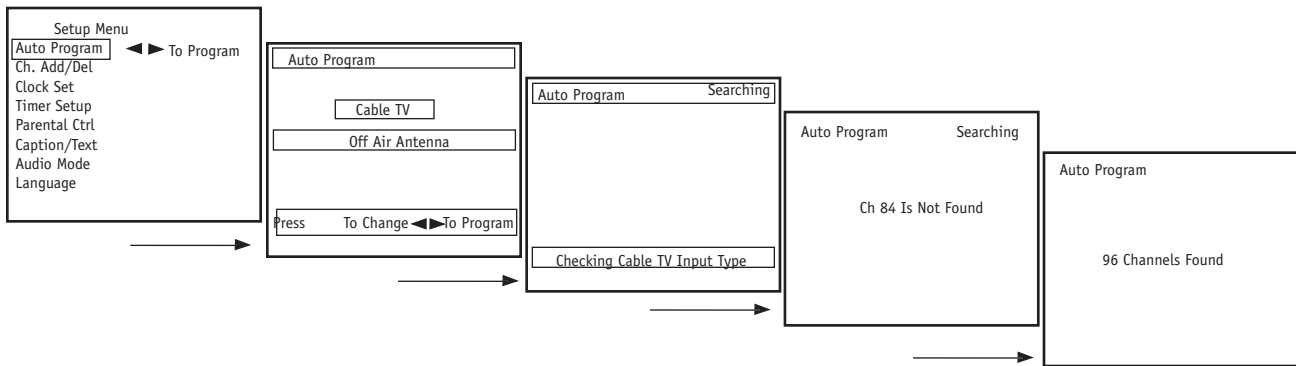 Setup Menu
Auto Program ◄ ► To Program
Ch. Add/Del
Clock Set
Timer Setup
Parental Ctrl
Caption/Text
Audio Mode
Language
Auto Program
Cable TV
Off Air Antenna
Press To Change ◄ ► To Program
Auto Program Searching
Checking Cable TV Input Type
Auto Program Searching
Ch 84 Is Not Found
Auto Program
96 Channels Found